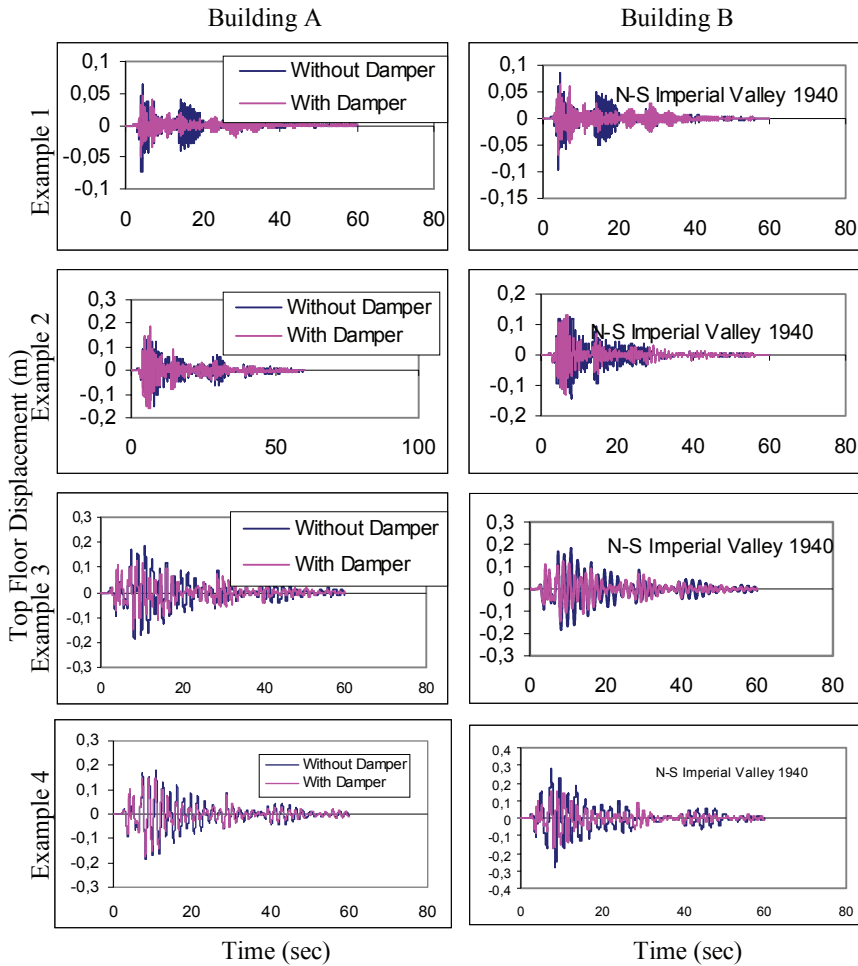 Building A
Building B
Top Floor Displacement (m)
Example 1
0,1
0,05
0
-0,05
-0,1
0 20 40 60 80
Without Damper
With Damper
0,1
0,05
0
-0,05
-0,1
-0,15
0 20 40 60 80
N-S Imperial Valley 1940
Example 2
0,3
0,2
0,1
0
-0,1
-0,2
0 50 100
Without Damper
With Damper
0,2
0,1
0
-0,1
-0,2
0 20 40 60 80
N-S Imperial Valley 1940
Example 3
0,3
0,2
0,1
0
-0,1
-0,2
-0,3
0 20 40 60 80
Without Damper
With Damper
0,3
0,2
0,1
0
-0,1
-0,2
-0,3
0 20 40 60 80
N-S Imperial Valley 1940
Example 4
0,3
0,2
0,1
0
-0,1
-0,2
-0,3
0 20 40 60 80
Without Damper
With Damper
0,4
0,3
0,2
0,1
0
-0,1
-0,2
-0,3
-0,4
0 20 40 60 80
N-S Imperial Valley 1940
Time (sec)
Time (sec)